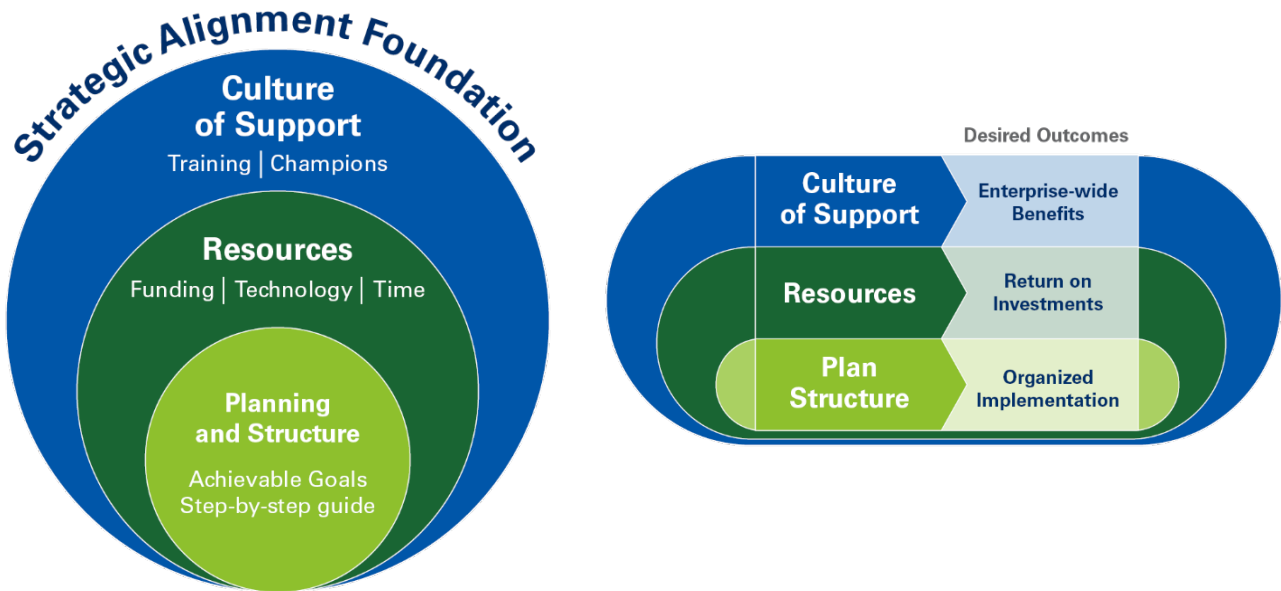 Strategic Alignment Foundation
Culture
of Support
Training | Champions
Resources
Funding | Technology | Time
Planning
and Structure
Achievable Goals
Step-by-step guide
Desired Outcomes
Culture
of Support
Enterprise-wide
Benefits
Resources
Return on
Investments
Plan
Structure
Organized
Implementation